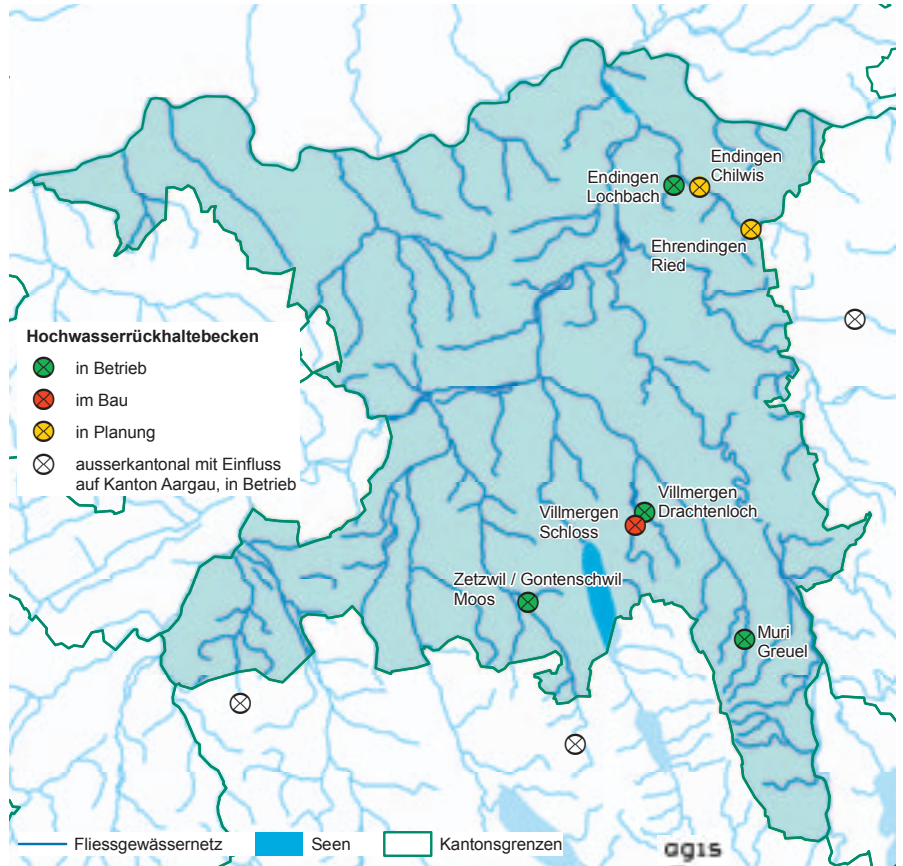 Endingen
Chilwis
Endingen
Lochbach
Ehrendingen
Ried
Hochwasserrückhaltebecken
in Betrieb
im Bau
in Planung
ausserkantonal mit Einfluss
auf Kanton Aargau, in Betrieb
Villmergen
Drachtenloch
Villmergen
Schloss
Zetzwil / Gontenschwil
Moos
Muri
Greuel
Fliessgewässernetz
Seen
Kantonsgrenzen
agis